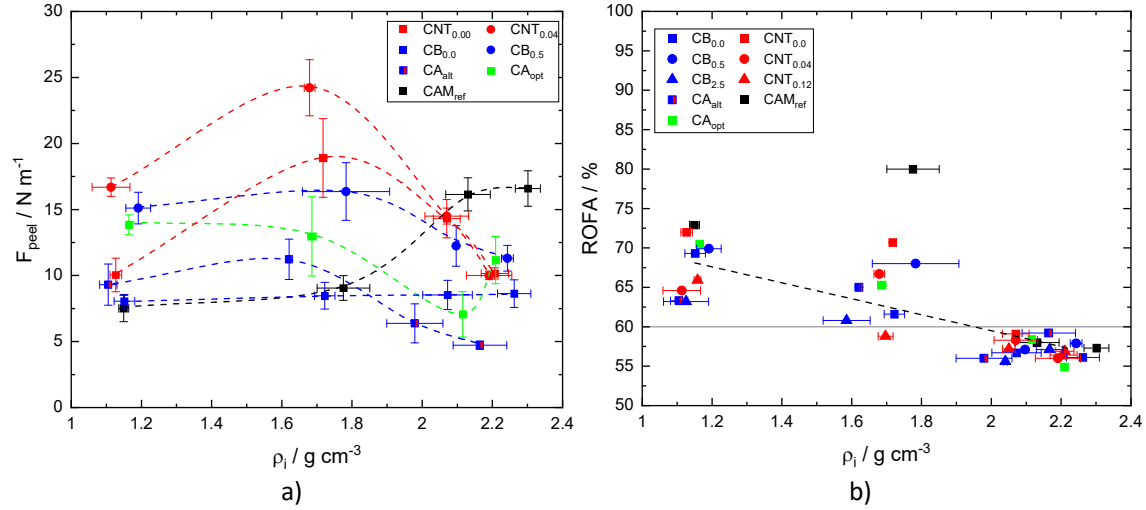 a)
30
25
20
15
10
5
0
F_peel / N m⁻¹
CNT_0.00 CNT_0.04
CB_0.0 CB_0.5
CA_alt CA_opt
CAM_ref
1 1.2 1.4 1.6 1.8 2 2.2 2.4
ρ_i / g cm⁻³
a)
100
95
90
85
80
75
70
65
60
55
50
ROFA / %
CB_0.0 CNT_0.0
CB_0.5 CNT_0.04
CB_2.5 CNT_0.12
CA_alt CAM_ref
CA_opt
1 1.2 1.4 1.6 1.8 2 2.2 2.4
ρ_i / g cm⁻³
b)